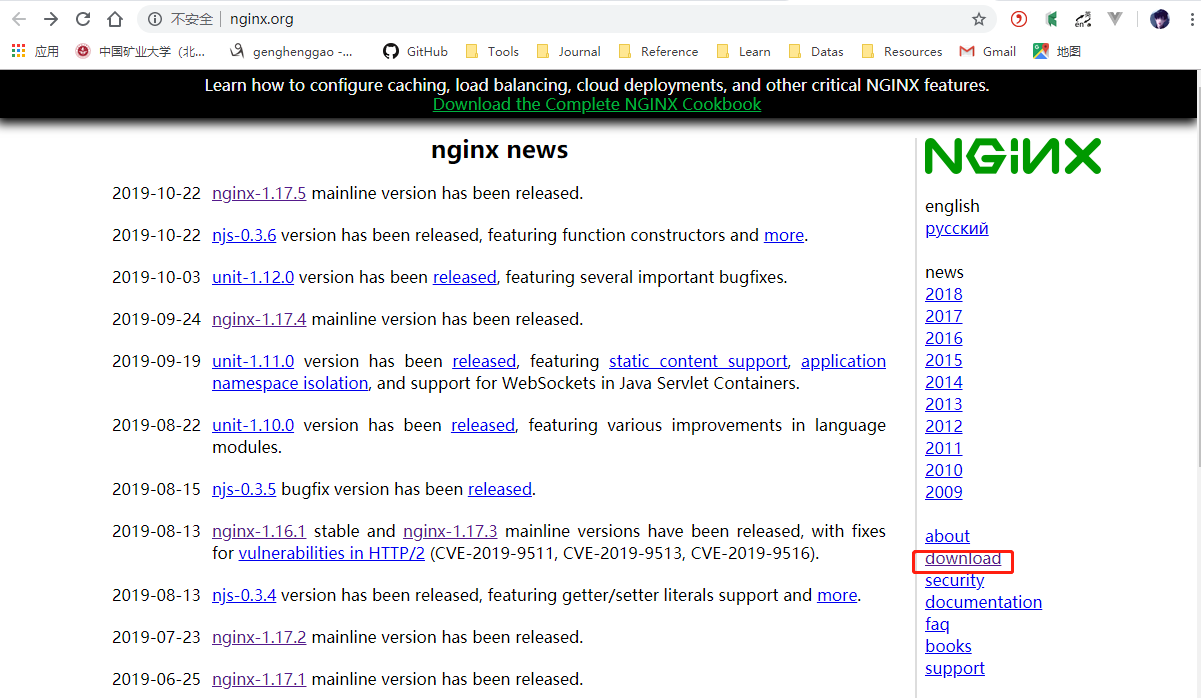 不安全 nginx.org
应用 中国矿业大学（北... genghenggao -... GitHub Tools Journal Reference Learn Datas Resources Gmail 地图
Learn how to configure caching, load balancing, cloud deployments, and other critical NGINX features.
Download the Complete NGINX Cookbook
nginx news
2019-10-22 nginx-1.17.5 mainline version has been released.
2019-10-22 njs-0.3.6 version has been released, featuring function constructors and more.
2019-10-03 unit-1.12.0 version has been released, featuring several important bugfixes.
2019-09-24 nginx-1.17.4 mainline version has been released.
2019-09-19 unit-1.11.0 version has been released, featuring static content support, application
namespace isolation, and support for WebSockets in Java Servlet Containers.
2019-08-22 unit-1.10.0 version has been released, featuring various improvements in language
modules.
2019-08-15 njs-0.3.5 bugfix version has been released.
2019-08-13 nginx-1.16.1 stable and nginx-1.17.3 mainline versions have been released, with fixes
for vulnerabilities in HTTP/2 (CVE-2019-9511, CVE-2019-9513, CVE-2019-9516).
2019-08-13 njs-0.3.4 version has been released, featuring getter/setter literals support and more.
2019-07-23 nginx-1.17.2 mainline version has been released.
2019-06-25 nginx-1.17.1 mainline version has been released.
NGINX
english
русский
news
2018
2017
2016
2015
2014
2013
2012
2011
2010
2009
about
download
security
documentation
faq
books
support